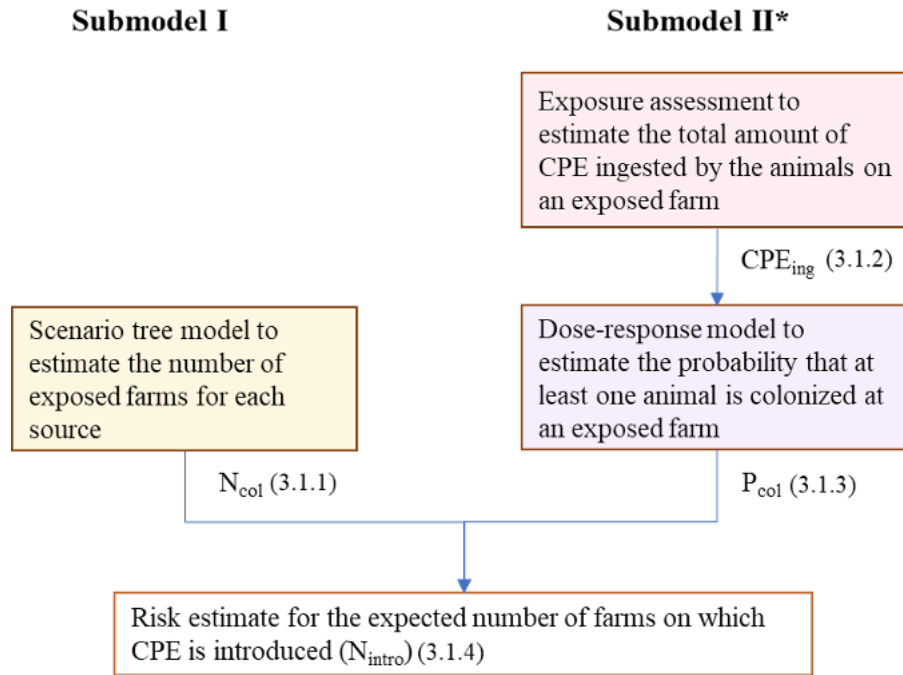 Submodel I
Submodel II*
Exposure assessment to
estimate the total amount of
CPE ingested by the animals on
an exposed farm
CPEing (3.1.2)
Scenario tree model to
estimate the number of
exposed farms for each
source
Dose-response model to
estimate the probability that at
least one animal is colonized at
an exposed farm
Ncol (3.1.1)
Pcol (3.1.3)
Risk estimate for the expected number of farms on which
CPE is introduced (Nintro) (3.1.4)